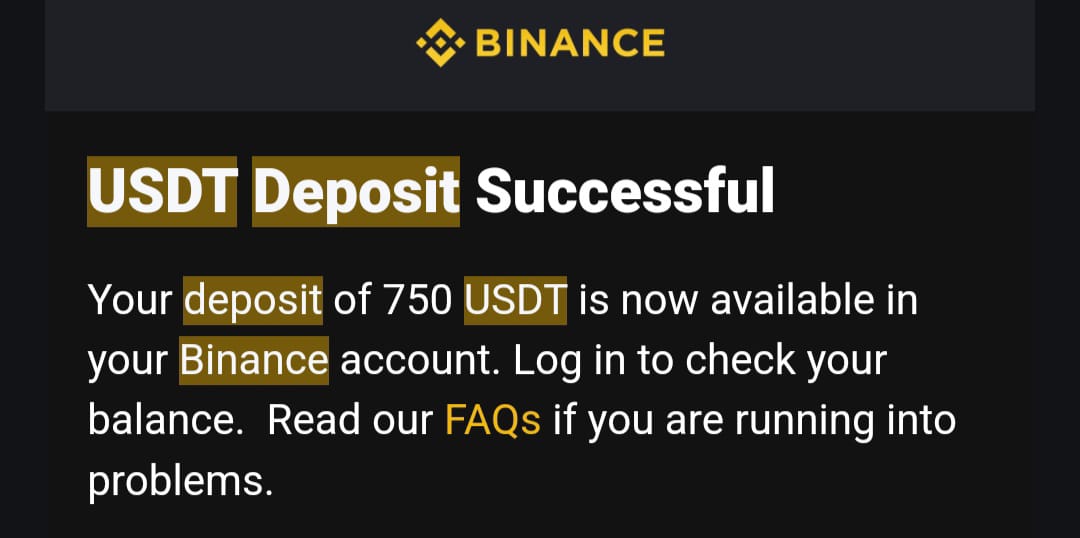 BINANCE
USDT Deposit Successful
Your deposit of 750 USDT is now available in
your Binance account. Log in to check your
balance.  Read our FAQs if you are running into
problems.